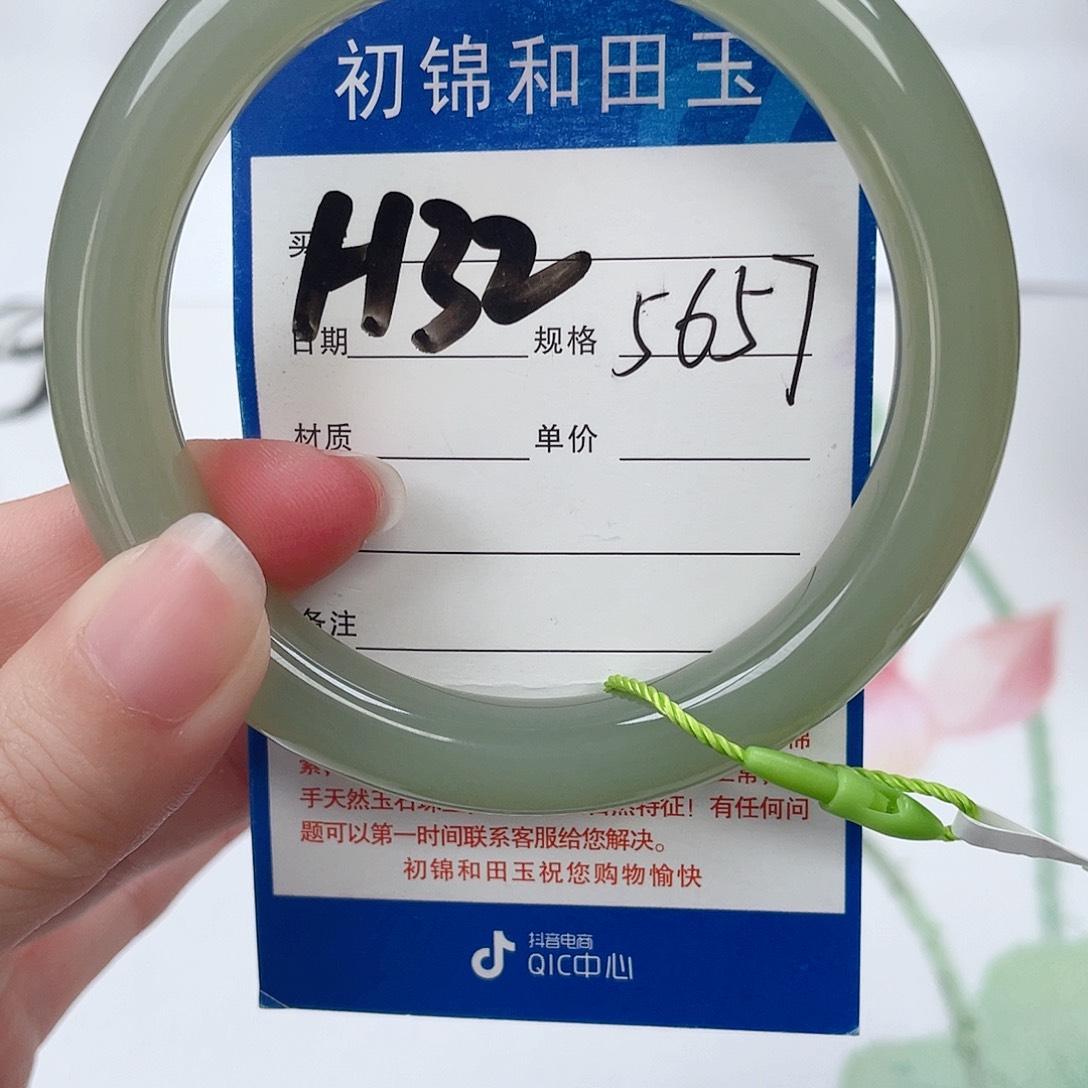 初锦和田玉
买
H32
日期 规格 5657
材质 单价
备注
手天然玉石 特征！有任何问
题可以第一时间联系客服给您解决。
初锦和田玉祝您购物愉快
抖音电商
QIC中心